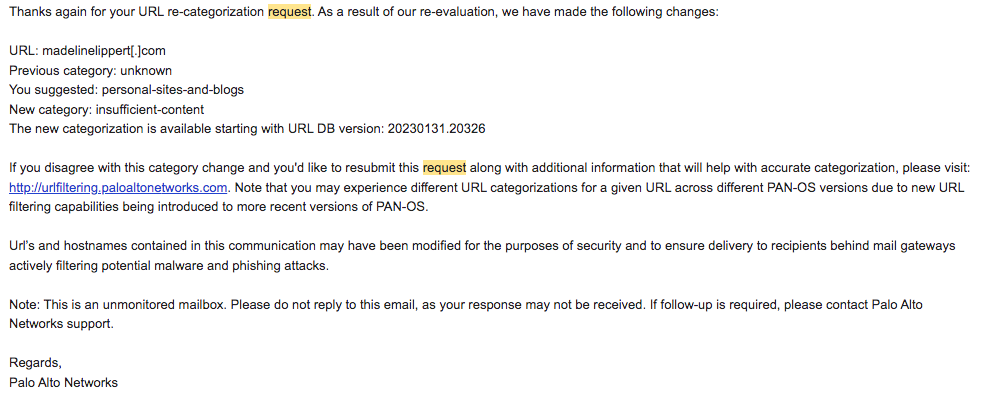 Thanks again for your URL re-categorization request. As a result of our re-evaluation, we have made the following changes:
URL: madelinelippert[.]com
Previous category: unknown
You suggested: personal-sites-and-blogs
New category: insufficient-content
The new categorization is available starting with URL DB version: 20230131.20326
If you disagree with this category change and you'd like to resubmit this request along with additional information that will help with accurate categorization, please visit:
http://urlfiltering.paloaltonetworks.com. Note that you may experience different URL categorizations for a given URL across different PAN-OS versions due to new URL
filtering capabilities being introduced to more recent versions of PAN-OS.
Url's and hostnames contained in this communication may have been modified for the purposes of security and to ensure delivery to recipients behind mail gateways
actively filtering potential malware and phishing attacks.
Note: This is an unmonitored mailbox. Please do not reply to this email, as your response may not be received. If follow-up is required, please contact Palo Alto
Networks support.
Regards,
Palo Alto Networks